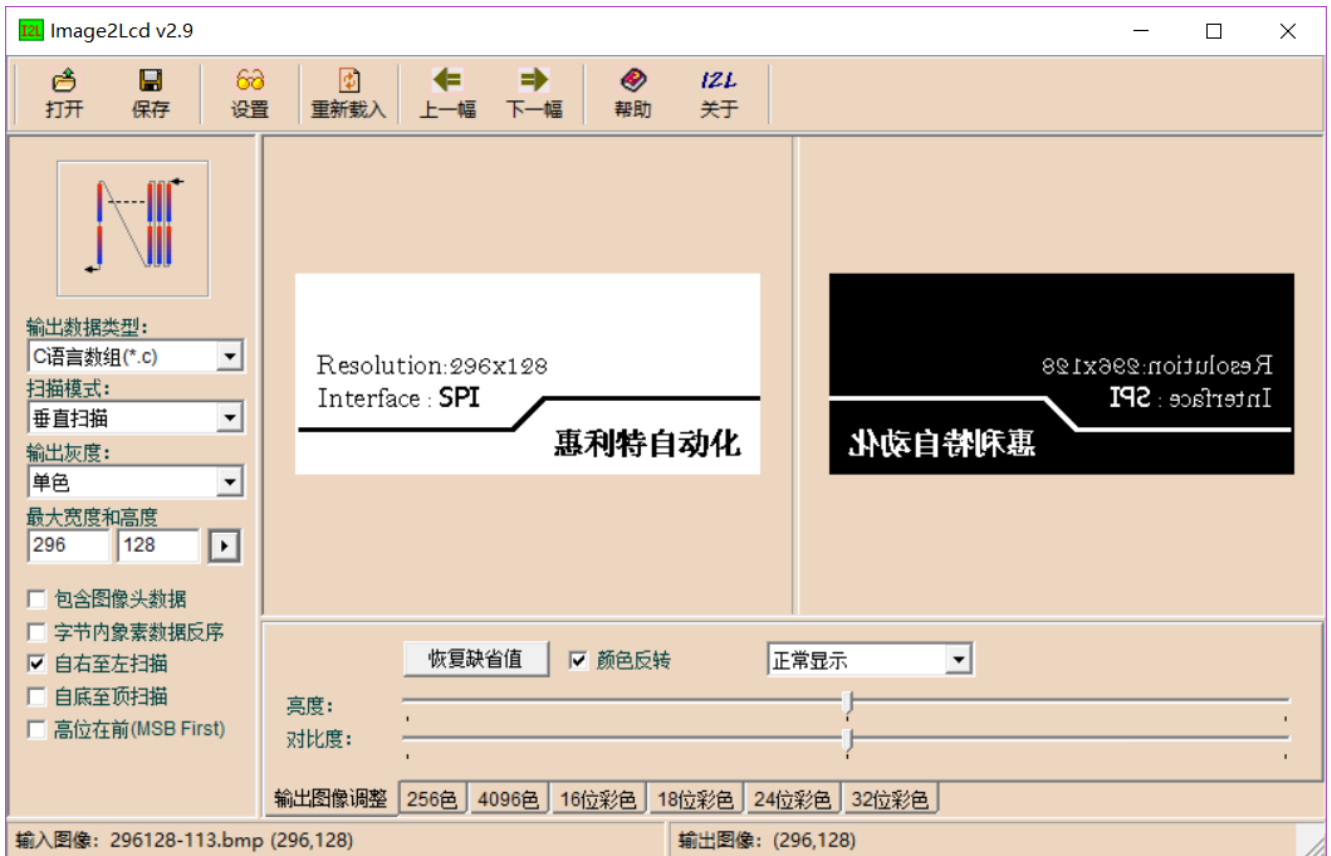 I2L Image2Lcd v2.9
打开 保存 设置 重新载入 上一幅 下一幅 帮助 I2L 关于
输出数据类型：
C语言数组(*.c)
扫描模式：
垂直扫描
输出灰度：
单色
最大宽度和高度
296 128
包含图像头数据
字节内象素数据反序
自右至左扫描
自底至顶扫描
高位在前(MSB First)
Resolution:296x128
Interface : SPI
惠利特自动化
Resolution:296x128
Interface : SPI
惠利特自动化
恢复缺省值 颜色反转 正常显示
亮度：
对比度：
输出图像调整 256色 4096色 16位彩色 18位彩色 24位彩色 32位彩色
输入图像： 296128-113.bmp (296,128) 输出图像： (296,128)